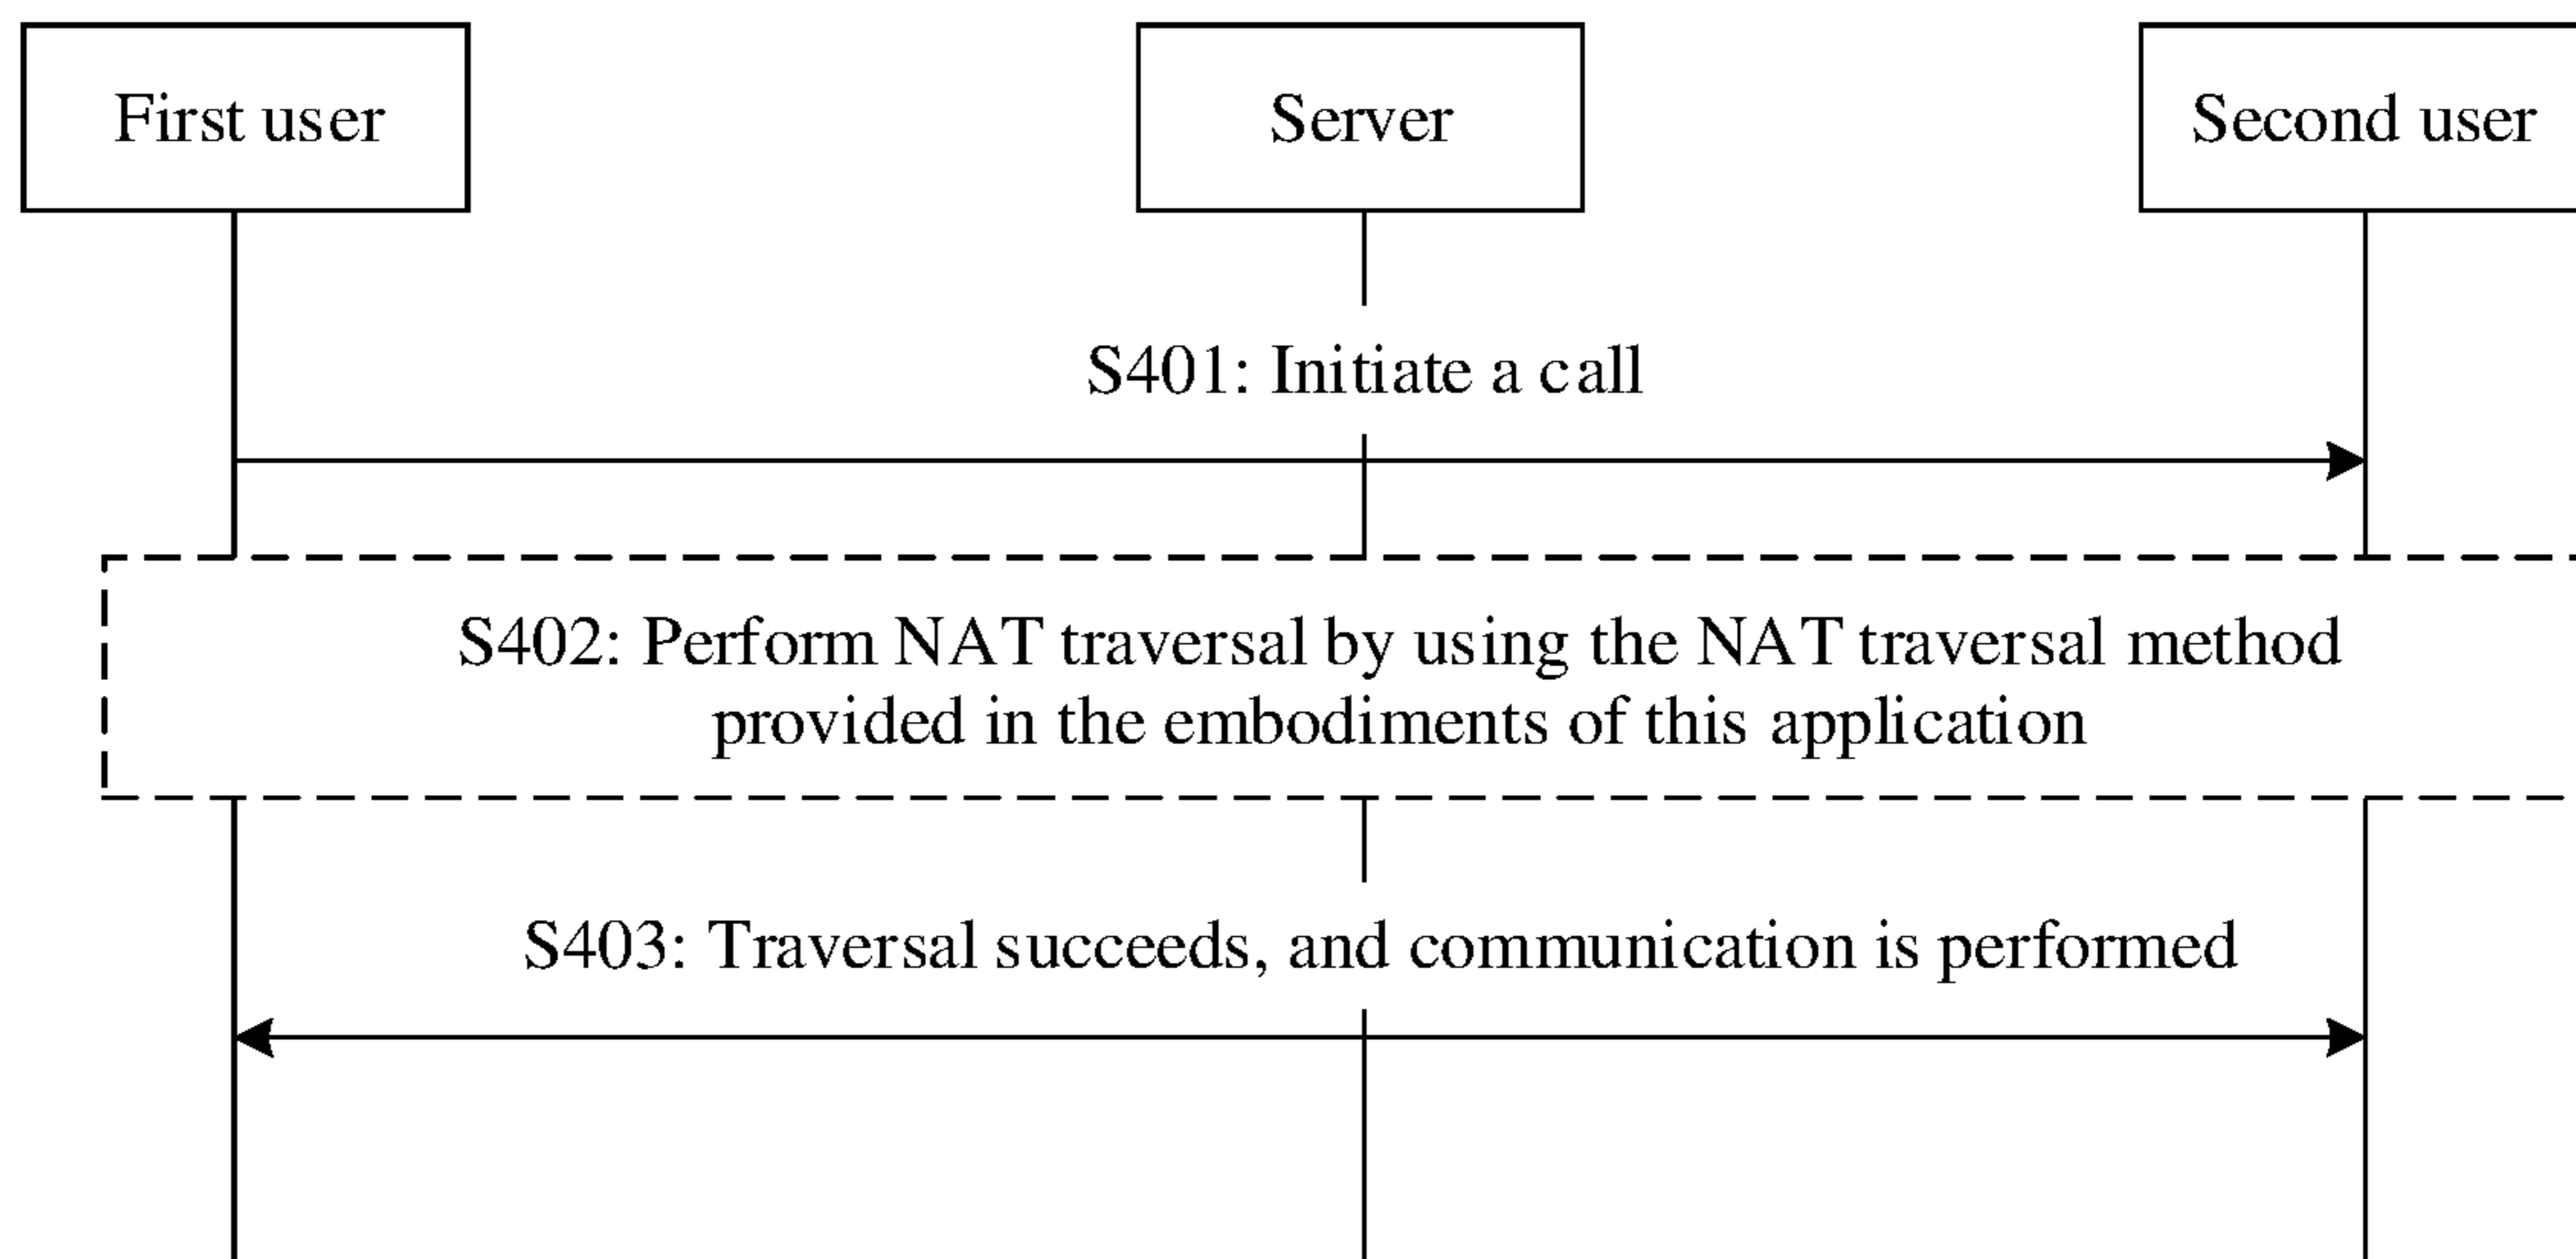 First user
Server
Second user
S401: Initiate a call
S402: Perform NAT traversal by using the NAT traversal method
provided in the embodiments of this application
S403: Traversal succeeds, and communication is performed